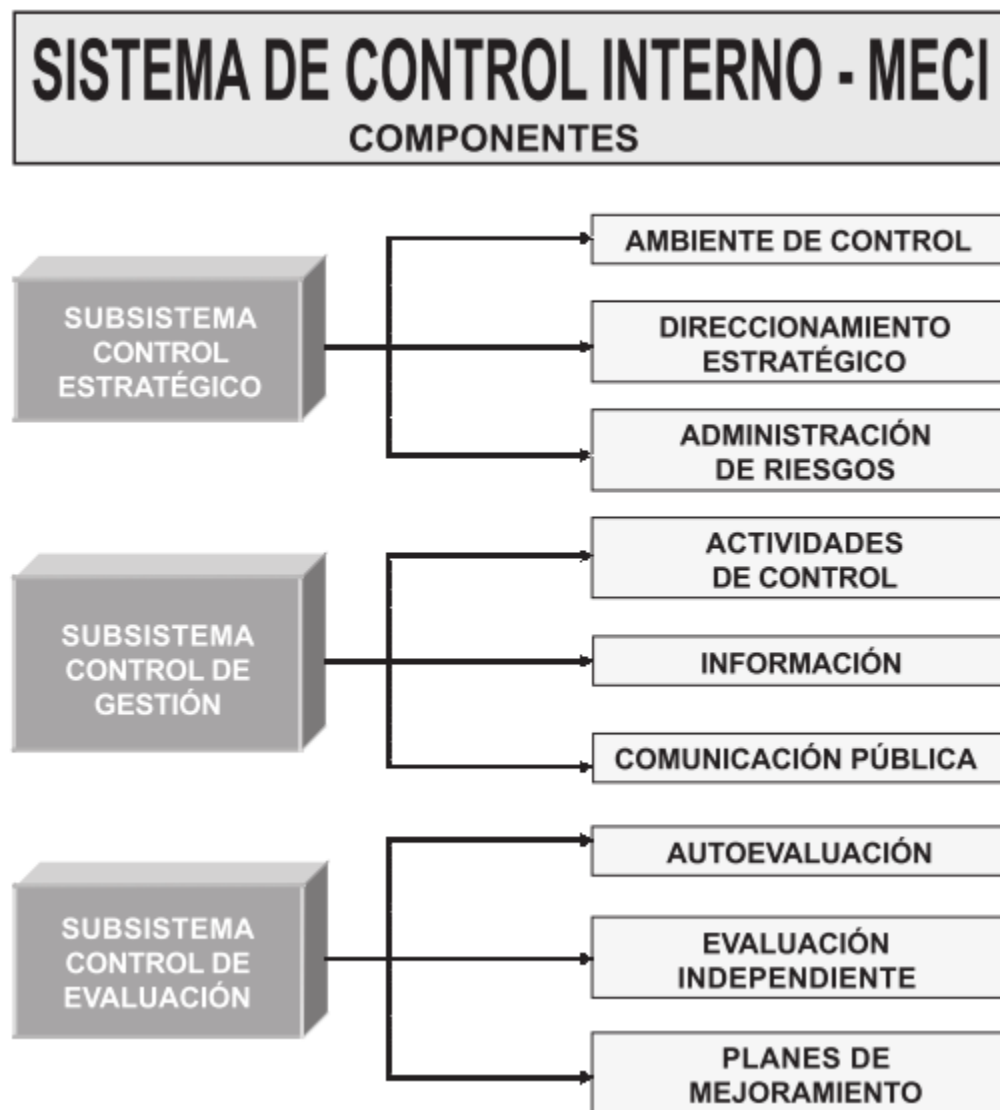 SISTEMA DE CONTROL INTERNO - MECI
COMPONENTES
SUBSISTEMA
CONTROL
ESTRATÉGICO
AMBIENTE DE CONTROL
DIRECCIONAMIENTO
ESTRATÉGICO
ADMINISTRACIÓN
DE RIESGOS
SUBSISTEMA
CONTROL DE
GESTIÓN
ACTIVIDADES
DE CONTROL
INFORMACIÓN
COMUNICACIÓN PÚBLICA
SUBSISTEMA
CONTROL DE
EVALUACIÓN
AUTOEVALUACIÓN
EVALUACIÓN
INDEPENDIENTE
PLANES DE
MEJORAMIENTO